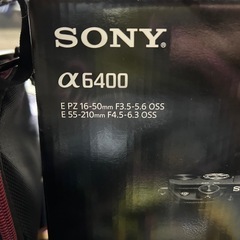 SONY®
α6400
E PZ 16-50mm F3.5-5.6 OSS
E 55-210mm F4.5-6.3 OSS